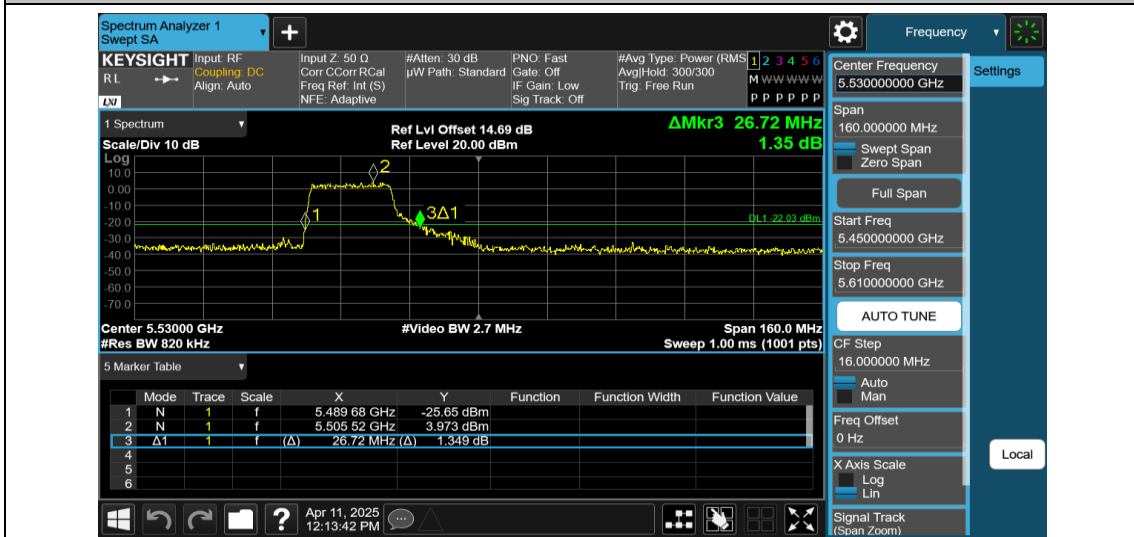 Spectrum Analyzer 1
Swept SA
+
Frequency
KEYSIGHT
R L
LXI
Input: RF
Coupling: DC
Align: Auto
Input Z: 50 Ω
Corr CCorr RCal
Freq Ref: Int (S)
NFE: Adaptive
#Atten: 30 dB
µW Path: Standard
PNO: Fast
Gate: Off
IF Gain: Low
Sig Track: Off
#Avg Type: Power (RMS
Avg|Hold: 300/300
Trig: Free Run
1 2 3 4 5 6
M W W W W W
P P P P P P
1 Spectrum
Scale/Div 10 dB
Ref Lvl Offset 14.69 dB
Ref Level 20.00 dBm
ΔMkr3 26.72 MHz
1.35 dB
Log
10.0
0.00
-10.0
-20.0
-30.0
-40.0
-50.0
-60.0
-70.0
1
2
3Δ1
DL1 -22.03 dBm
Center 5.53000 GHz
#Video BW 2.7 MHz
Span 160.0 MHz
#Res BW 820 kHz
Sweep 1.00 ms (1001 pts)
5 Marker Table
Mode Trace Scale X Y Function Function Width Function Value
1 N 1 f 5.489 68 GHz -25.65 dBm
2 N 1 f 5.505 52 GHz 3.973 dBm
3 Δ1 1 f (Δ) 26.72 MHz (Δ) 1.349 dB
4
5
6
?
Apr 11, 2025
12:13:42 PM
Center Frequency
5.530000000 GHz
Span
160.000000 MHz
Swept Span
Zero Span
Full Span
Start Freq
5.450000000 GHz
Stop Freq
5.610000000 GHz
AUTO TUNE
CF Step
16.000000 MHz
Auto
Man
Freq Offset
0 Hz
X Axis Scale
Log
Lin
Signal Track
(Span Zoom)
Settings
Local